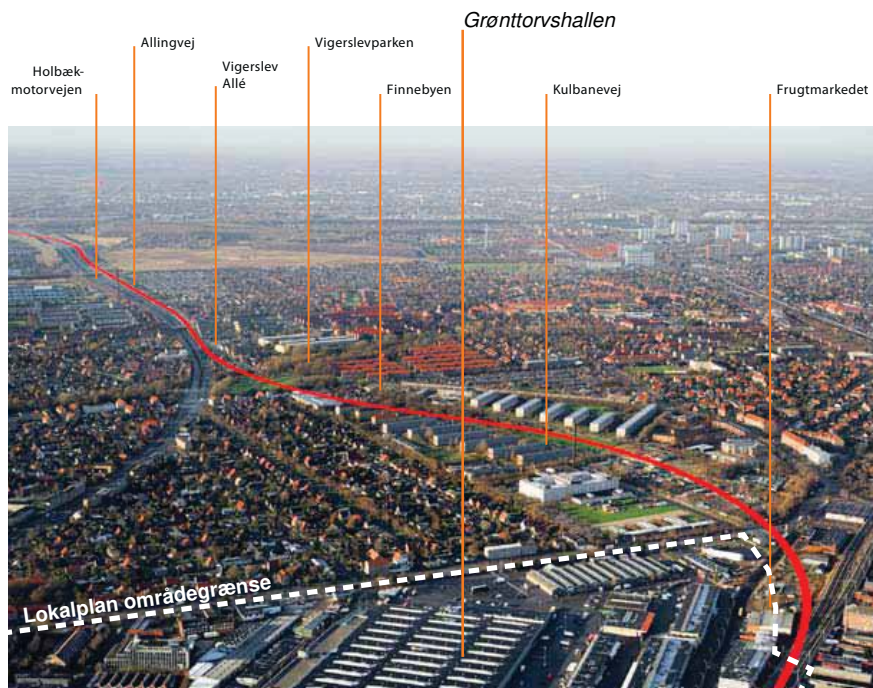 Grønttorvshallen
Allingvej
Vigerslevparken
Holbæk-
motorvejen
Vigerslev
Allé
Finnebyen
Kulbanevej
Frugtmarkedet
Lokalplan områdegrænse